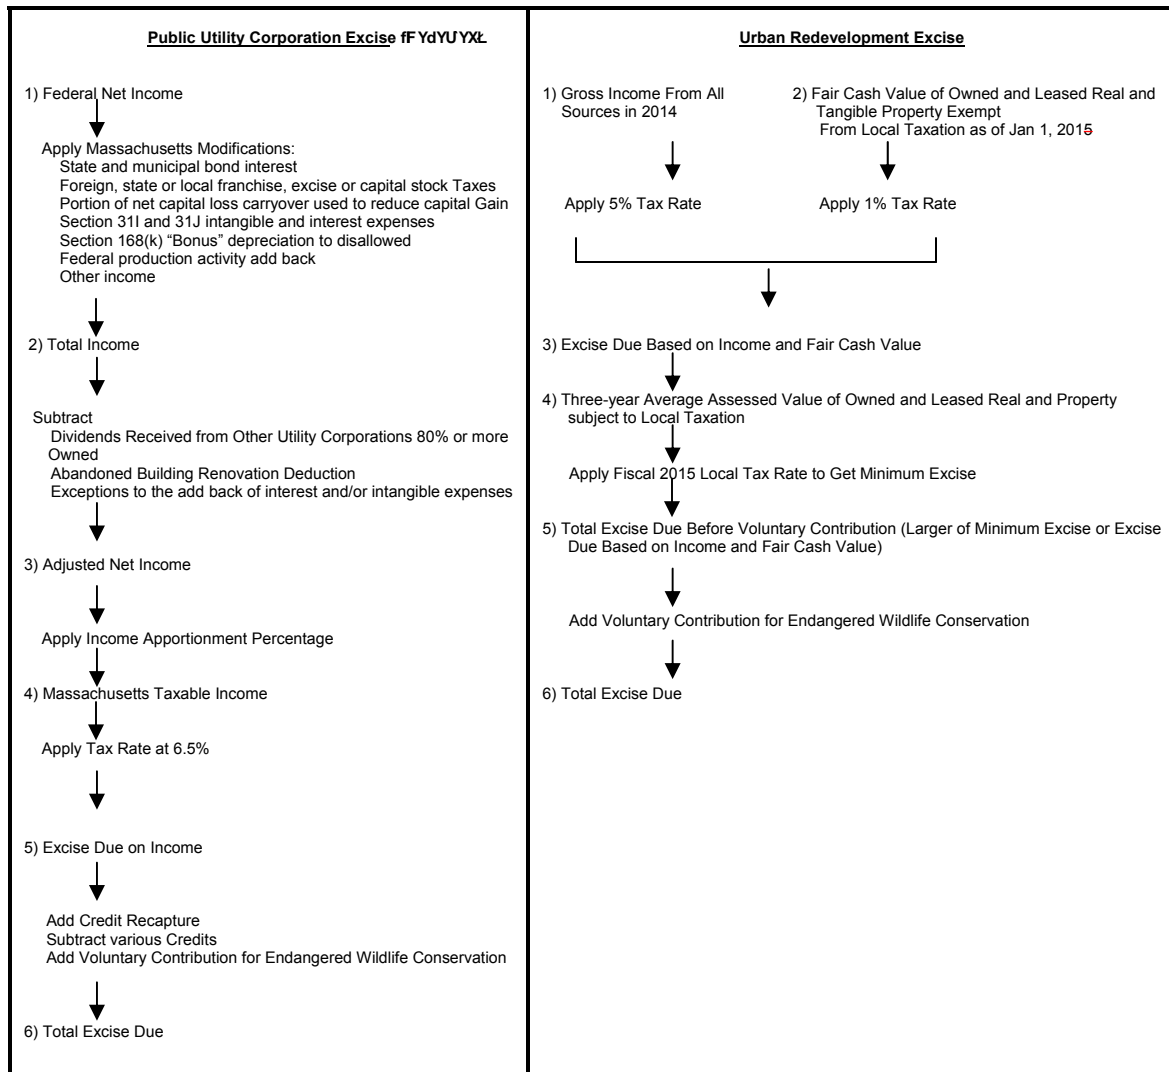 Public Utility Corporation Excise
1) Federal Net Income
Apply Massachusetts Modifications:
State and municipal bond interest
Foreign, state or local franchise, excise or capital stock Taxes
Portion of net capital loss carryover used to reduce capital Gain
Section 31I and 31J intangible and interest expenses
Section 168(k) “Bonus” depreciation to disallowed
Federal production activity add back
Other income
2) Total Income
Subtract
Dividends Received from Other Utility Corporations 80% or more
Owned
Abandoned Building Renovation Deduction
Exceptions to the add back of interest and/or intangible expenses
3) Adjusted Net Income
Apply Income Apportionment Percentage
4) Massachusetts Taxable Income
Apply Tax Rate at 6.5%
5) Excise Due on Income
Add Credit Recapture
Subtract various Credits
Add Voluntary Contribution for Endangered Wildlife Conservation
6) Total Excise Due
Urban Redevelopment Excise
1) Gross Income From All
Sources in 2014
2) Fair Cash Value of Owned and Leased Real and
Tangible Property Exempt
From Local Taxation as of Jan 1, 2015
Apply 5% Tax Rate
Apply 1% Tax Rate
3) Excise Due Based on Income and Fair Cash Value
4) Three-year Average Assessed Value of Owned and Leased Real and Property
subject to Local Taxation
Apply Fiscal 2015 Local Tax Rate to Get Minimum Excise
5) Total Excise Due Before Voluntary Contribution (Larger of Minimum Excise or Excise
Due Based on Income and Fair Cash Value)
Add Voluntary Contribution for Endangered Wildlife Conservation
6) Total Excise Due